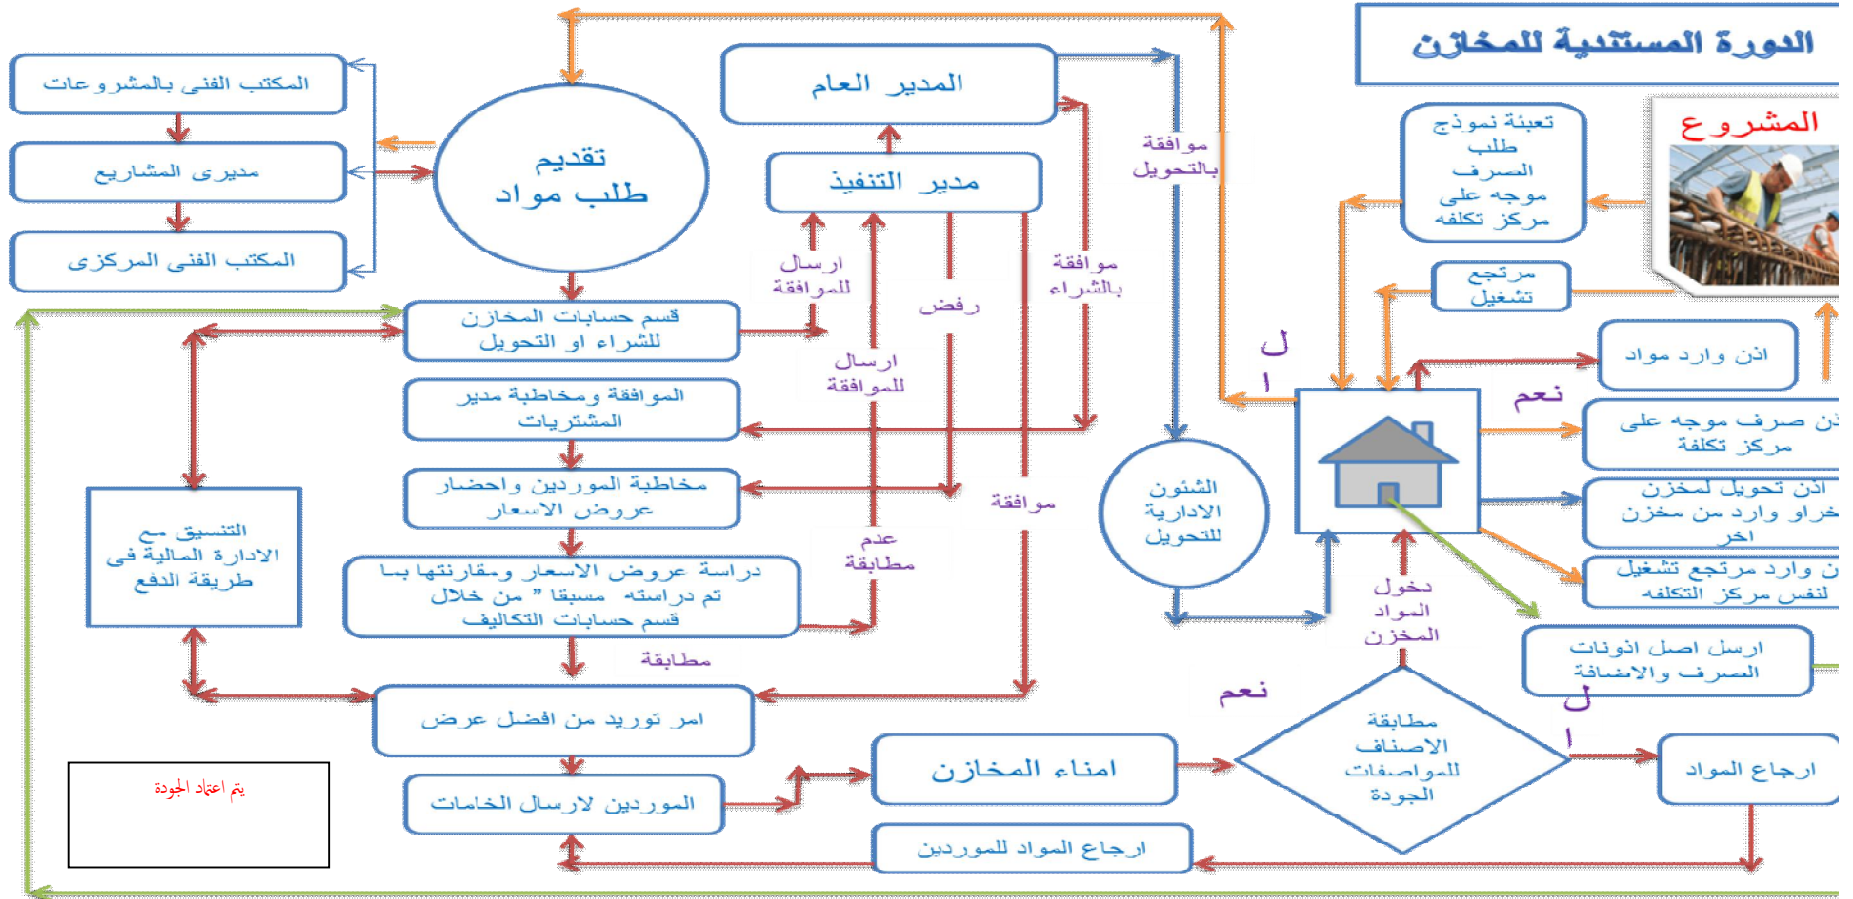 الدورة المستندية للمخازن
المشروع
تعبئة نموذج
طلب
الصرف
موجه على
مركز تكلفه
مرتجع
تشغيل
اذن وارد مواد
نعم
ل
ا
ذن صرف موجه على
مركز تكلفة
اذن تحويل لمخزن
خراو وارد من مخزن
اخر
ن وارد مرتجع تشغيل
لنفس مركز التكلفه
ارسل اصل اذونات
الصرف والاضافة
المدير العام
مدير التنفيذ
موافقة
بالتحويل
موافقة
بالشراء
ارسال
للموافقة
رفض
ارسال
للموافقة
موافقة
عدم
مطابقة
الشئون
الادارية
للتحويل
دخول
المواد
المخزن
تقديم
طلب مواد
المكتب الفنى بالمشروعات
مديرى المشاريع
المكتب الفنى المركزى
قسم حسابات المخازن
للشراء او التحويل
الموافقة ومخاطبة مدير
المشتريات
مخاطبة الموردين واحضار
عروض الاسعار
دراسة عروض الاسعار ومقارنتها بما
تم دراسته مسبقا " من خلال
قسم حسابات التكاليف
مطابقة
التنسيق مع
الادارة المالية فى
طريقة الدفع
امر توريد من افضل عرض
الموردين لارسال الخامات
امناء المخازن
نعم
مطابقة
الاصناف
للمواصفات
الجودة
ل
ا
ارجاع المواد
ارجاع المواد للموردين
يتم اعتماد الجودة